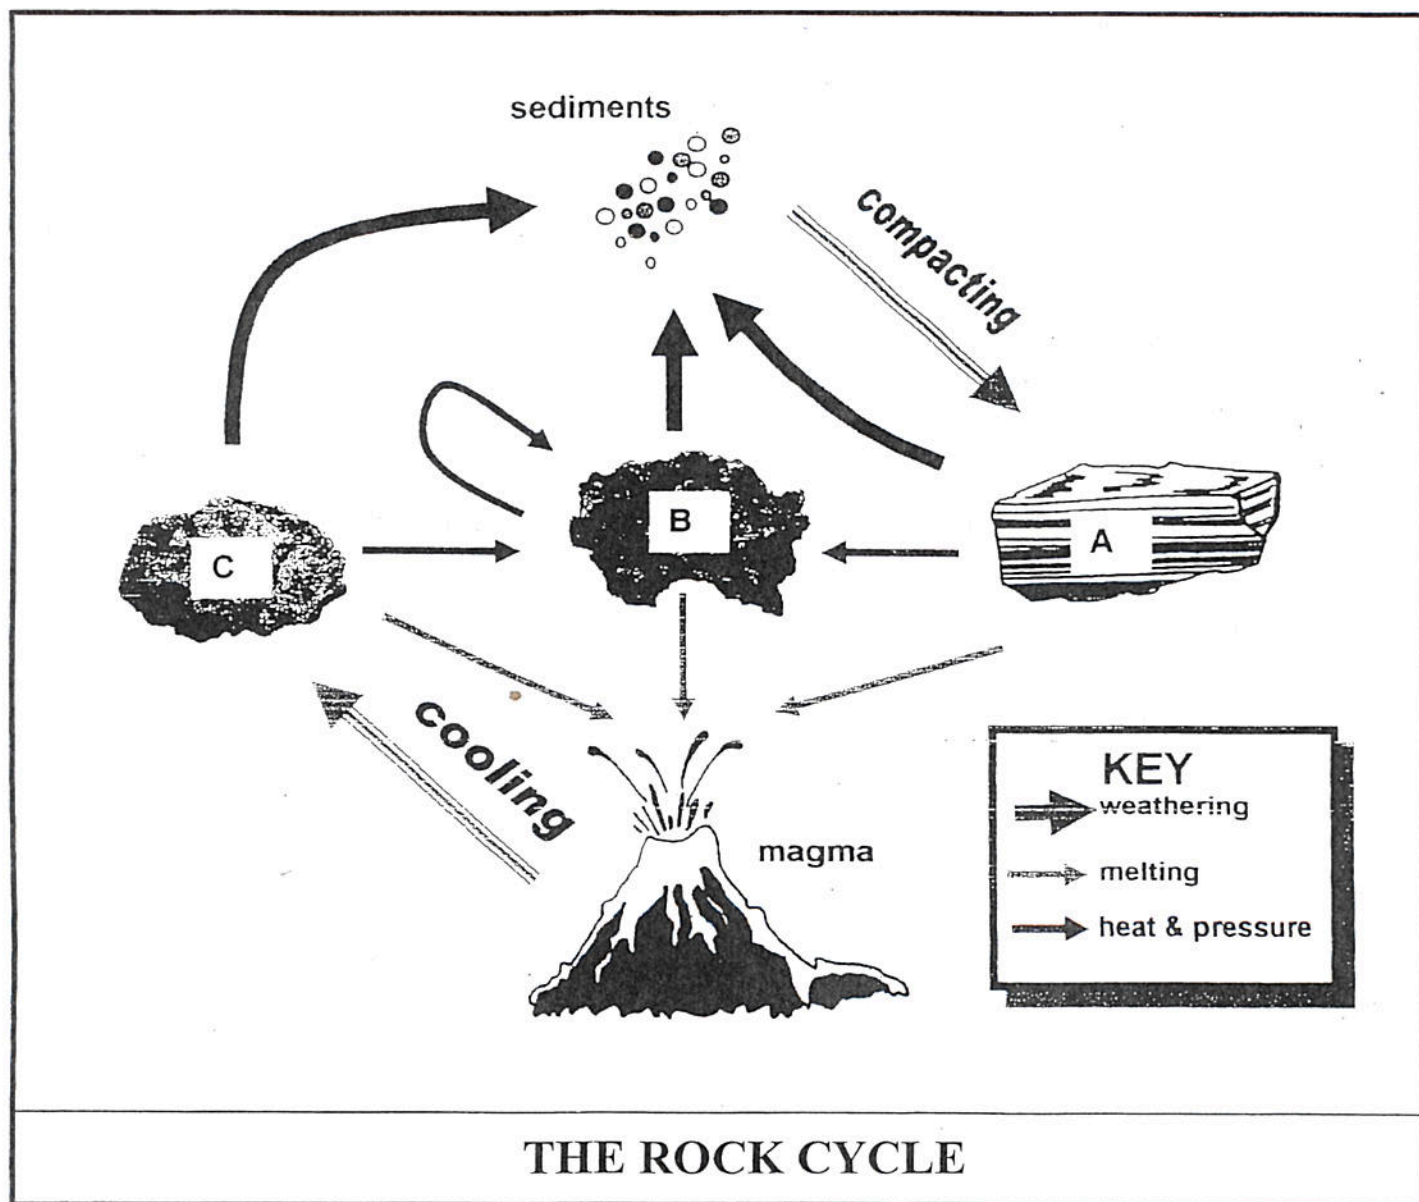 sediments
compacting
B
C
A
cooling
magma
KEY
weathering
melting
heat & pressure
THE ROCK CYCLE